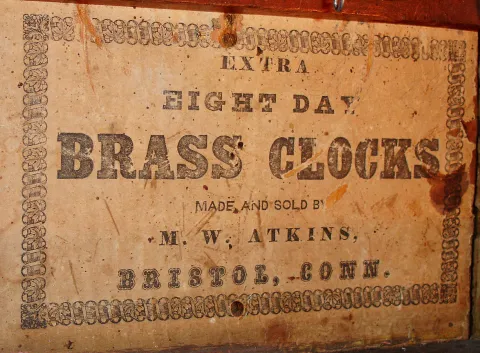 EXTRA
EIGHT DAY
BRASS CLOCKS
MADE AND SOLD BY
M. W. ATKINS,
BRISTOL, CONN.